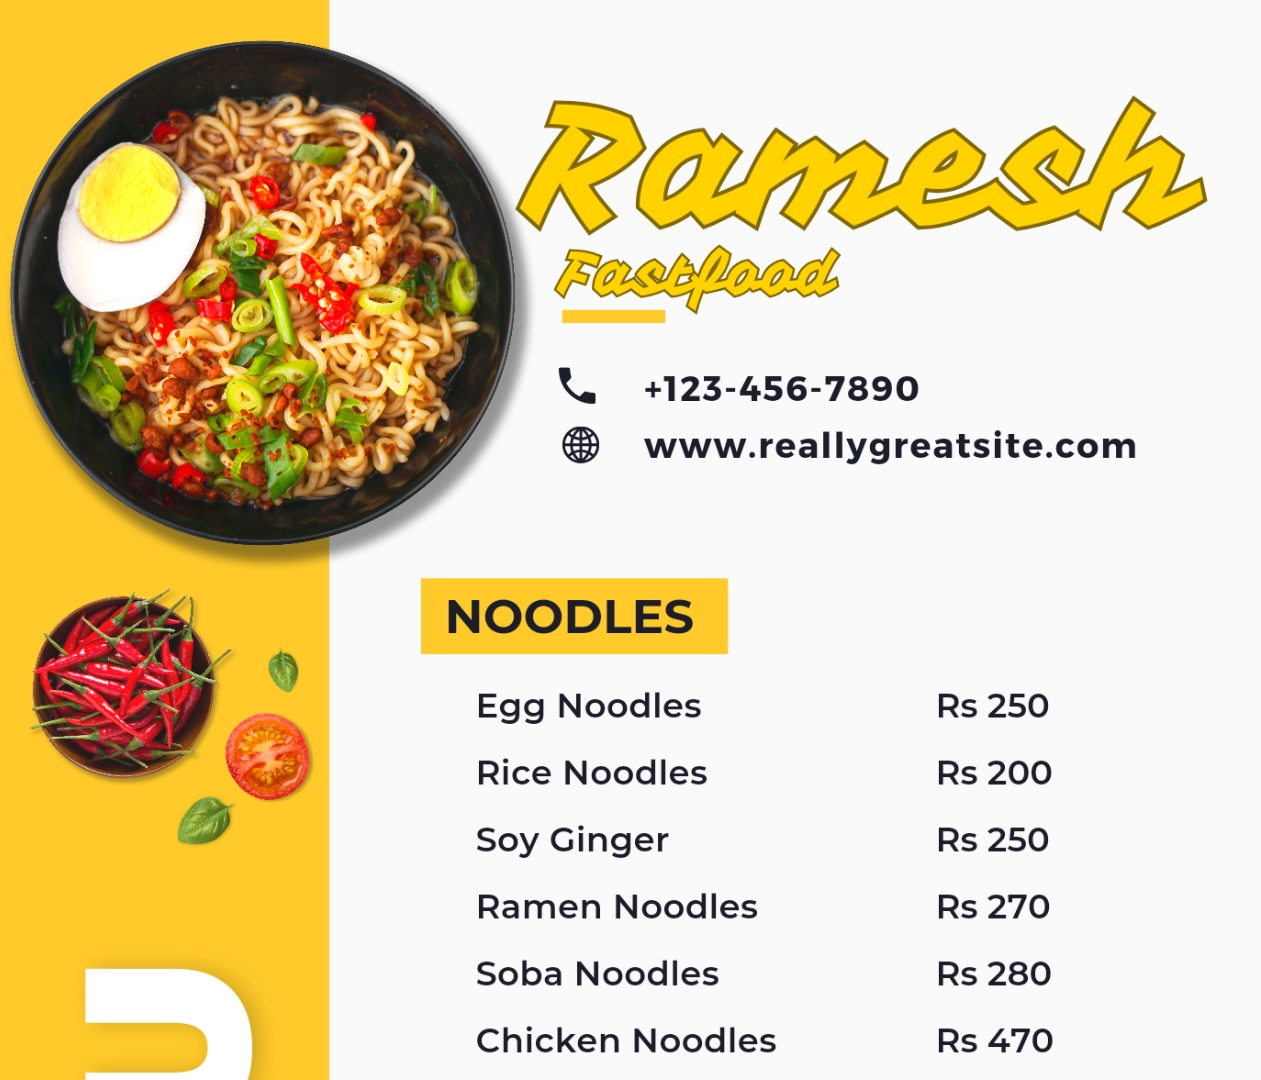 Ramesh
Fastfood
+123-456-7890
www.reallygreatsite.com
NOODLES
Egg Noodles Rs 250
Rice Noodles Rs 200
Soy Ginger Rs 250
Ramen Noodles Rs 270
Soba Noodles Rs 280
Chicken Noodles Rs 470